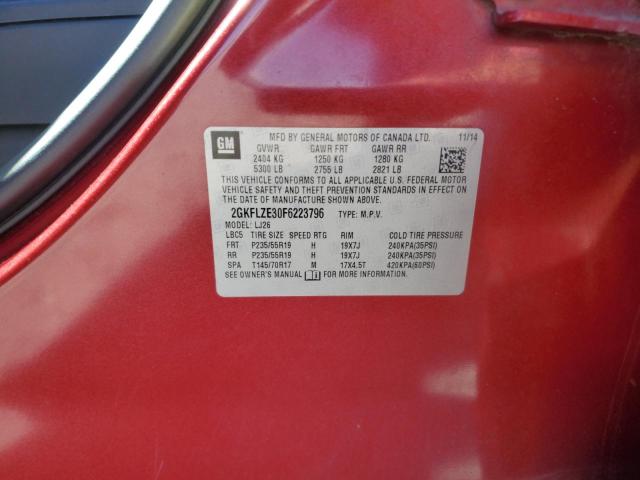 GM
MFD BY GENERAL MOTORS OF CANADA LTD. 11/14
GVWR GAWR FRT GAWR RR
2404 KG 1250 KG 1280 KG
5300 LB 2755 LB 2821 LB
THIS VEHICLE CONFORMS TO ALL APPLICABLE U.S. FEDERAL MOTOR
VEHICLE SAFETY AND THEFT PREVENTION STANDARDS IN EFFECT ON
THE DATE OF MANUFACTURE SHOWN ABOVE.
2GKFLZE30F6223796 TYPE: M.P.V.
MODEL: LJ26
LBC5 TIRE SIZE SPEED RTG RIM COLD TIRE PRESSURE
FRT P235/55R19 H 19X7J 240KPA(35PSI)
RR P235/55R19 H 19X7J 240KPA(35PSI)
SPA T145/70R17 M 17X4.5T 420KPA(60PSI)
SEE OWNER'S MANUAL FOR MORE INFORMATION.